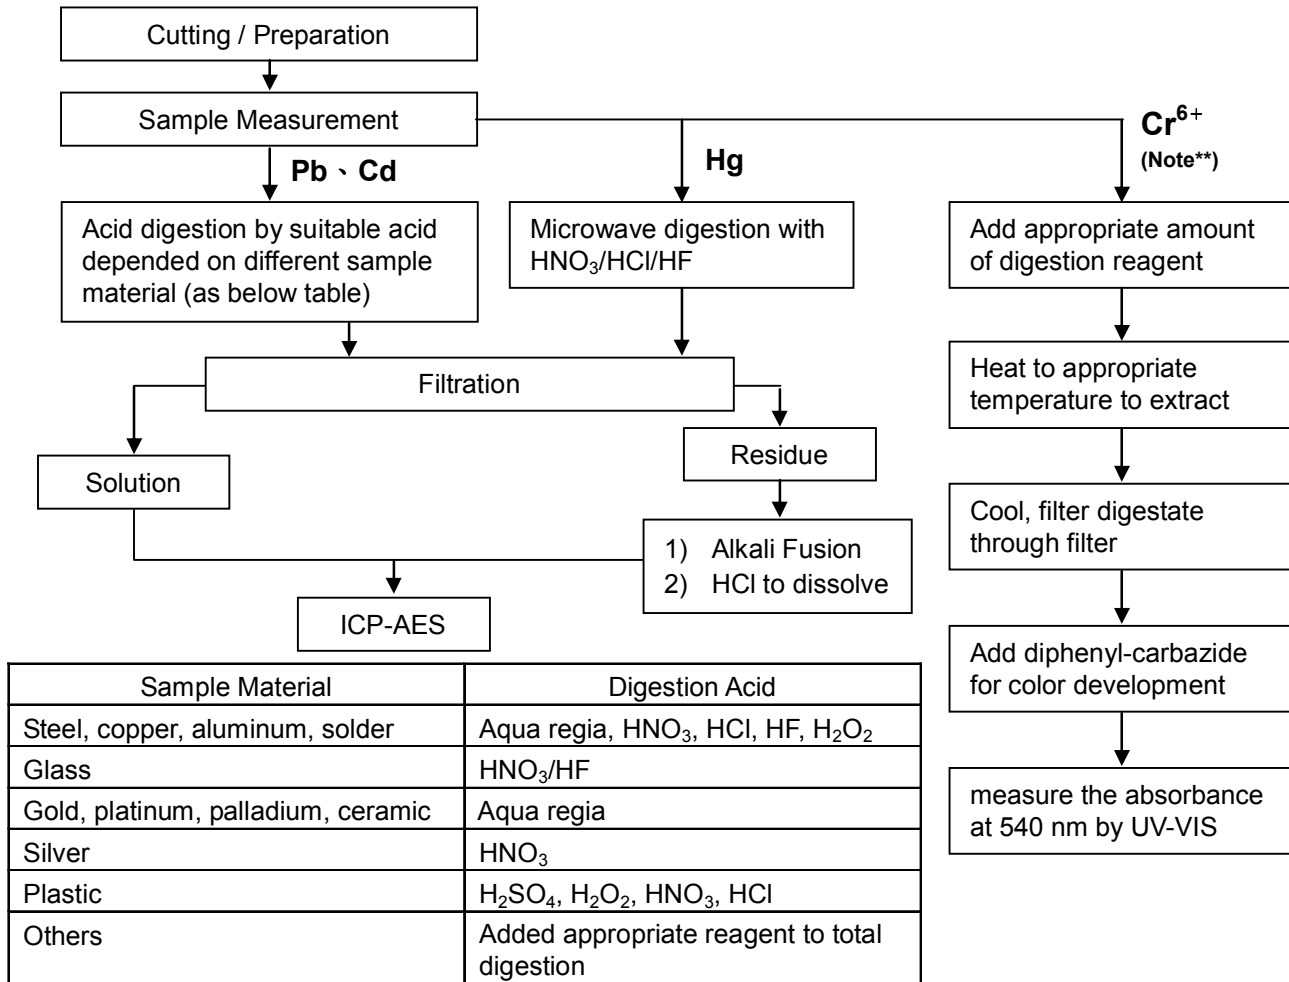 Cutting / Preparation
Sample Measurement
Pb、Cd
Hg
Cr⁶⁺
(Note**)
Acid digestion by suitable acid
depended on different sample
material (as below table)
Microwave digestion with
HNO₃/HCl/HF
Add appropriate amount
of digestion reagent
Filtration
Heat to appropriate
temperature to extract
Solution
Residue
1) Alkali Fusion
2) HCl to dissolve
Cool, filter digestate
through filter
ICP-AES
Add diphenyl-carbazide
for color development
measure the absorbance
at 540 nm by UV-VIS
Sample Material Digestion Acid
Steel, copper, aluminum, solder Aqua regia, HNO₃, HCl, HF, H₂O₂
Glass HNO₃/HF
Gold, platinum, palladium, ceramic Aqua regia
Silver HNO₃
Plastic H₂SO₄, H₂O₂, HNO₃, HCl
Others Added appropriate reagent to total
digestion